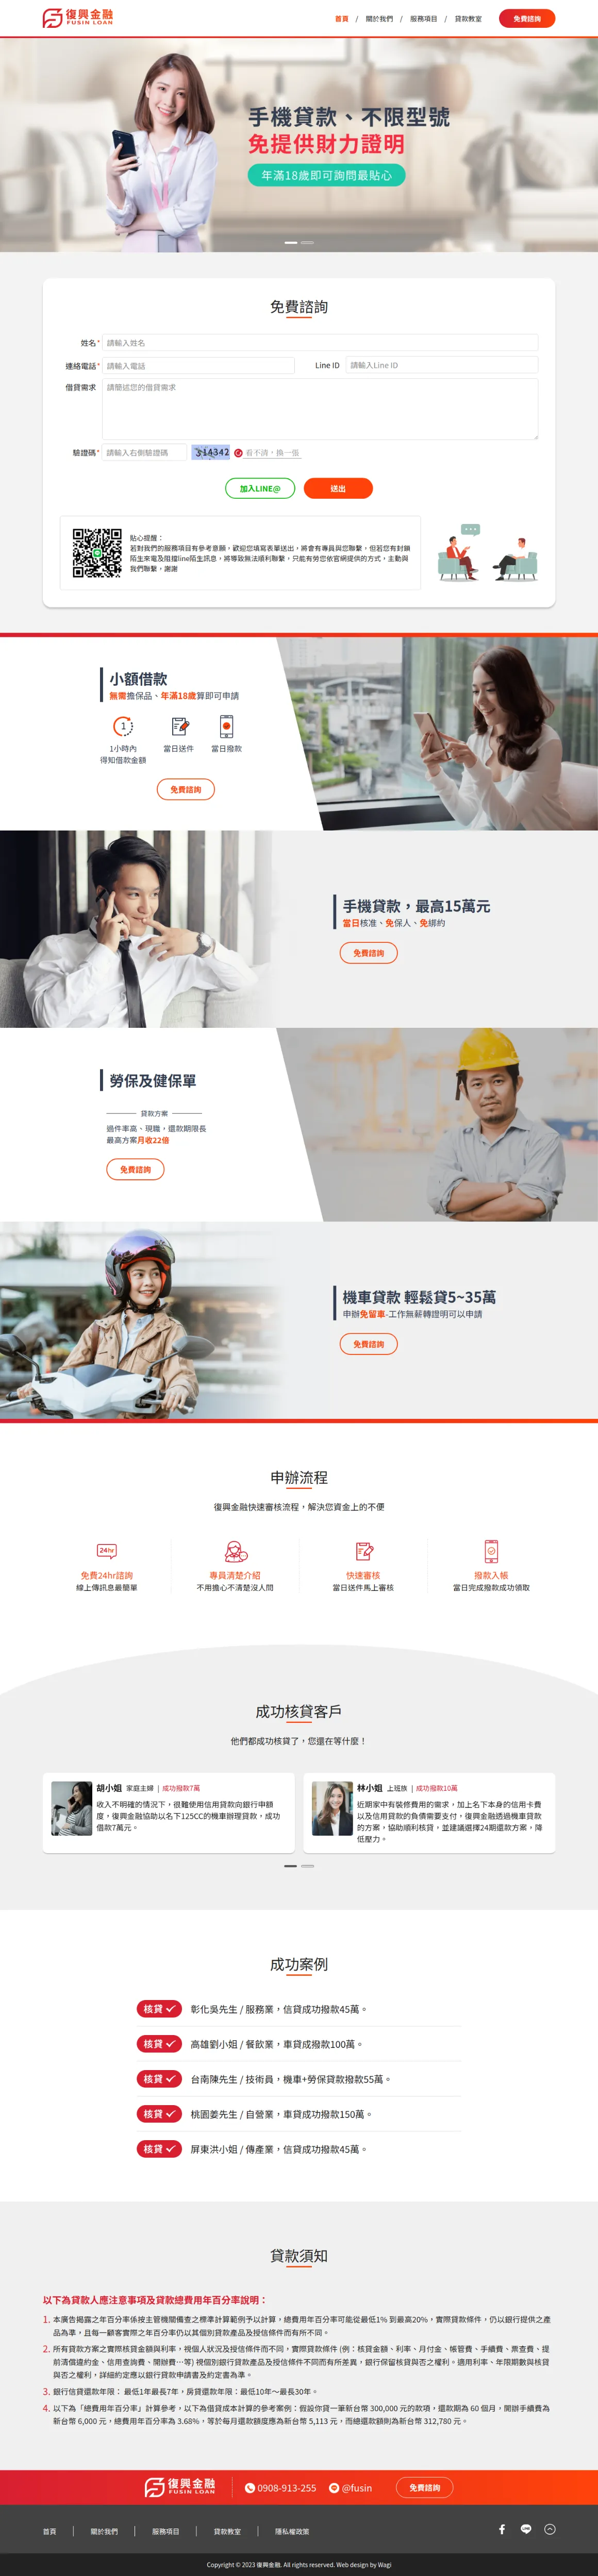 復興金融
FUSIN LOAN
首頁 / 關於我們 / 服務項目 / 貸款教室
免費諮詢
手機貸款、不限型號
免提供財力證明
年滿18歲即可詢問最貼心
免費諮詢
姓名* 請輸入姓名
連絡電話* 請輸入電話 Line ID 請輸入Line ID
借貸需求 請簡述您的借貸需求
驗證碼* 請輸入右側驗證碼 314342 看不清,換一張
加入LINE@ 送出
貼心提醒:
若對我們的服務項目有參考意願,歡迎您填寫表單送出,將會有專員與您聯繫,但若您有封鎖
陌生來電及阻擋line陌生訊息,將導致無法順利聯繫,只能有勞您依官網提供的方式,主動與
我們聯繫,謝謝
小額借款
無需擔保品、年滿18歲算即可申請
1
1小時內 當日送件 當日撥款
得知借款金額
免費諮詢
手機貸款,最高15萬元
當日核准、免保人、免綁約
免費諮詢
勞保及健保單
貸款方案
過件率高、現職,還款期限長
最高方案月收22倍
免費諮詢
機車貸款 輕鬆貸5~35萬
申辦免留車-工作無薪轉證明可以申請
免費諮詢
申辦流程
復興金融快速審核流程,解決您資金上的不便
24hr
免費24hr諮詢 專員清楚介紹 快速審核 撥款入帳
線上傳訊息最簡單 不用擔心不清楚沒人問 當日送件馬上審核 當日完成撥款成功領取
成功核貸客戶
他們都成功核貸了,您還在等什麼!
胡小姐 家庭主婦 | 成功撥款7萬
收入不明確的情況下,很難使用信用貸款向銀行申請額
度,復興金融協助以名下125CC的機車辦理貸款,成功
借款7萬元。
林小姐 上班族 | 成功撥款10萬
近期家中有裝修費用的需求,加上名下本身的信用卡費
以及信用貸款的負債需要支付,復興金融透過機車貸款
的方案,協助順利核貸,並建議選擇24期還款方案,降
低壓力。
成功案例
核貸 彰化吳先生 / 服務業,信貸成功撥款45萬。
核貸 高雄劉小姐 / 餐飲業,車貸成撥款100萬。
核貸 台南陳先生 / 技術員,機車+勞保貸款撥款55萬。
核貸 桃園姜先生 / 自營業,車貸成功撥款150萬。
核貸 屏東洪小姐 / 傳產業,信貸成功撥款45萬。
貸款須知
以下為貸款人應注意事項及貸款總費用年百分率說明:
1. 本廣告揭露之年百分率係按主管機關備查之標準計算範例予以計算,總費用年百分率可能從最低1% 到最高20%,實際貸款條件,仍以銀行提供之產
品為準,且每一顧客實際之年百分率仍以其個別貸款產品及授信條件而有所不同。
2. 所有貸款方案之實際核貸金額與利率,視個人狀況及授信條件而不同,實際貸款條件 (例:核貸金額、利率、月付金、帳管費、手續費、票查費、提
前清償違約金、信用查詢費、開辦費…等) 視個別銀行貸款產品及授信條件不同而有所差異,銀行保留核貸與否之權利。適用利率、年限期數與核貸
與否之權利,詳細約定應以銀行貸款申請書及約定書為準。
3. 銀行信貸還款年限: 最低1年最長7年,房貸還款年限:最低10年~最長30年。
4. 以下為「總費用年百分率」計算參考,以下為借貸成本計算的參考案例:假設你貸一筆新台幣 300,000 元的款項,還款期為 60 個月,開辦手續費為
新台幣 6,000 元,總費用年百分率為 3.68%,等於每月還款額度應為新台幣 5,113 元,而總還款額則為新台幣 312,780 元。
復興金融
FUSIN LOAN
0908-913-255 @fusin 免費諮詢
首頁 | 關於我們 | 服務項目 | 貸款教室 | 隱私權政策
Copyright © 2023 復興金融. All rights reserved. Web design by Wagi